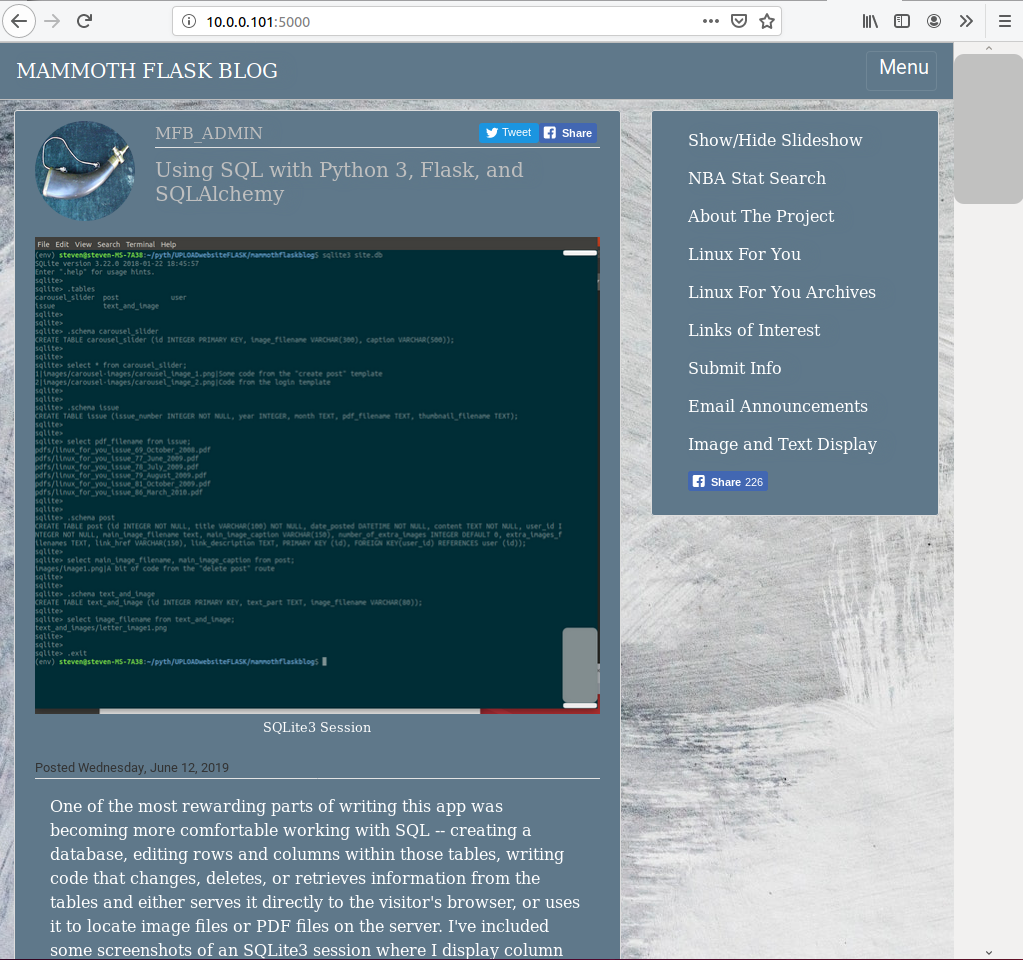 10.0.0.101:5000
MAMMOTH FLASK BLOG
Menu
MFB_ADMIN
Tweet
Share
Using SQL with Python 3, Flask, and
SQLAlchemy
File Edit View Search Terminal Help
(env) steven@steven-MS-7A38:~/pyth/UPLOADwebsiteFLASK/mammothflaskblog$ sqlite3 site.db
SQLite version 3.22.0 2018-01-22 18:45:57
Enter ".help" for usage hints.
sqlite>
sqlite> .tables
carousel_slider post user
issue text_and_image
sqlite>
sqlite>
sqlite> .schema carousel_slider
CREATE TABLE carousel_slider (id INTEGER PRIMARY KEY, image_filename VARCHAR(300), caption VARCHAR(500));
sqlite>
sqlite>
sqlite> select * from carousel_slider;
1|images/carousel-images/carousel_image_1.png|Some code from the "create post" template
2|images/carousel-images/carousel_image_2.png|Code from the login template
sqlite>
sqlite>
sqlite> .schema issue
CREATE TABLE issue (issue_number INTEGER NOT NULL, year INTEGER, month TEXT, pdf_filename TEXT, thumbnail_filename TEXT);
sqlite>
sqlite>
sqlite> select pdf_filename from issue;
pdfs/linux_for_you_issue_69_October_2008.pdf
pdfs/linux_for_you_issue_77_June_2009.pdf
pdfs/linux_for_you_issue_78_July_2009.pdf
pdfs/linux_for_you_issue_79_August_2009.pdf
pdfs/linux_for_you_issue_81_October_2009.pdf
pdfs/linux_for_you_issue_86_March_2010.pdf
sqlite>
sqlite>
sqlite> .schema post
CREATE TABLE post (id INTEGER NOT NULL, title VARCHAR(100) NOT NULL, date_posted DATETIME NOT NULL, content TEXT NOT NULL, user_id I
NTEGER NOT NULL, main_image_filename text, main_image_caption VARCHAR(150), number_of_extra_images INTEGER DEFAULT 0, extra_images_f
ilenames TEXT, link_href VARCHAR(150), link_description TEXT, PRIMARY KEY (id), FOREIGN KEY(user_id) REFERENCES user (id));
sqlite>
sqlite> select main_image_filename, main_image_caption from post;
images/image1.png|A bit of code from the "delete post" route
sqlite>
sqlite>
sqlite> .schema text_and_image
CREATE TABLE text_and_image (id INTEGER PRIMARY KEY, text_part TEXT, image_filename VARCHAR(80));
sqlite>
sqlite> select image_filename from text_and_image;
text_and_images/letter_image1.png
sqlite>
sqlite>
sqlite> .exit
(env) steven@steven-MS-7A38:~/pyth/UPLOADwebsiteFLASK/mammothflaskblog$
SQLite3 Session
Posted Wednesday, June 12, 2019
One of the most rewarding parts of writing this app was
becoming more comfortable working with SQL -- creating a
database, editing rows and columns within those tables, writing
code that changes, deletes, or retrieves information from the
tables and either serves it directly to the visitor's browser, or uses
it to locate image files or PDF files on the server. I've included
some screenshots of an SQLite3 session where I display column
Show/Hide Slideshow
NBA Stat Search
About The Project
Linux For You
Linux For You Archives
Links of Interest
Submit Info
Email Announcements
Image and Text Display
Share 226